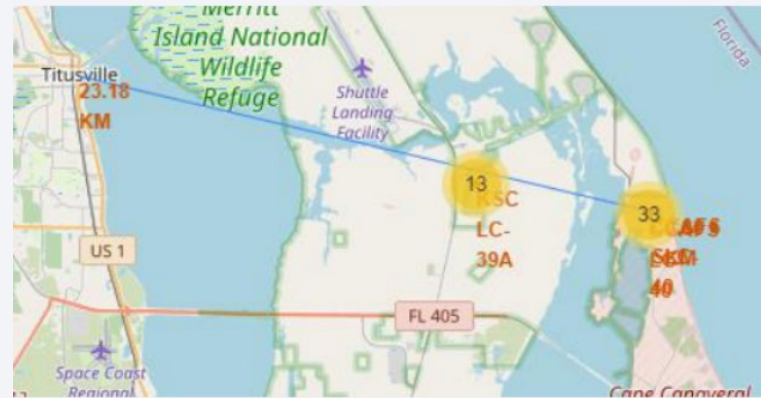 Merritt
Island National
Wildlife
Refuge
Florida
Titusville
23.18
KM
Shuttle
Landing
Facility
13
KSC
LC-
39A
33
40
US 1
FL 405
Space Coast
Regional
Cape Canaveral